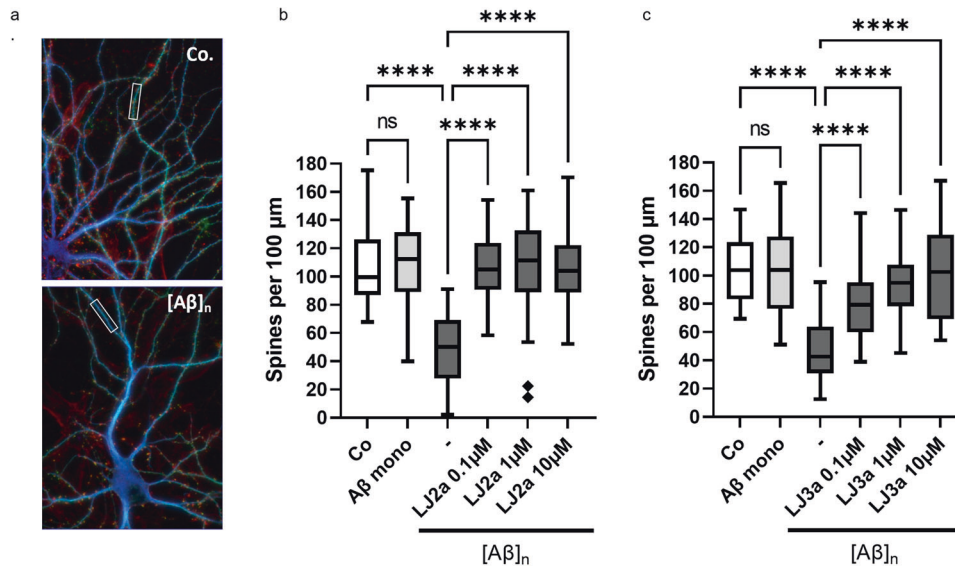 a
.
Co.
[Aβ]n
b
****
****
****
ns
****
Spines per 100 µm
180
160
140
120
100
80
60
40
20
0
Co
Aβ mono
-
LJ2a 0.1µM
LJ2a 1µM
LJ2a 10µM
[Aβ]n
c
****
****
****
ns
****
Spines per 100 µm
180
160
140
120
100
80
60
40
20
0
Co
Aβ mono
-
LJ3a 0.1µM
LJ3a 1µM
LJ3a 10µM
[Aβ]n